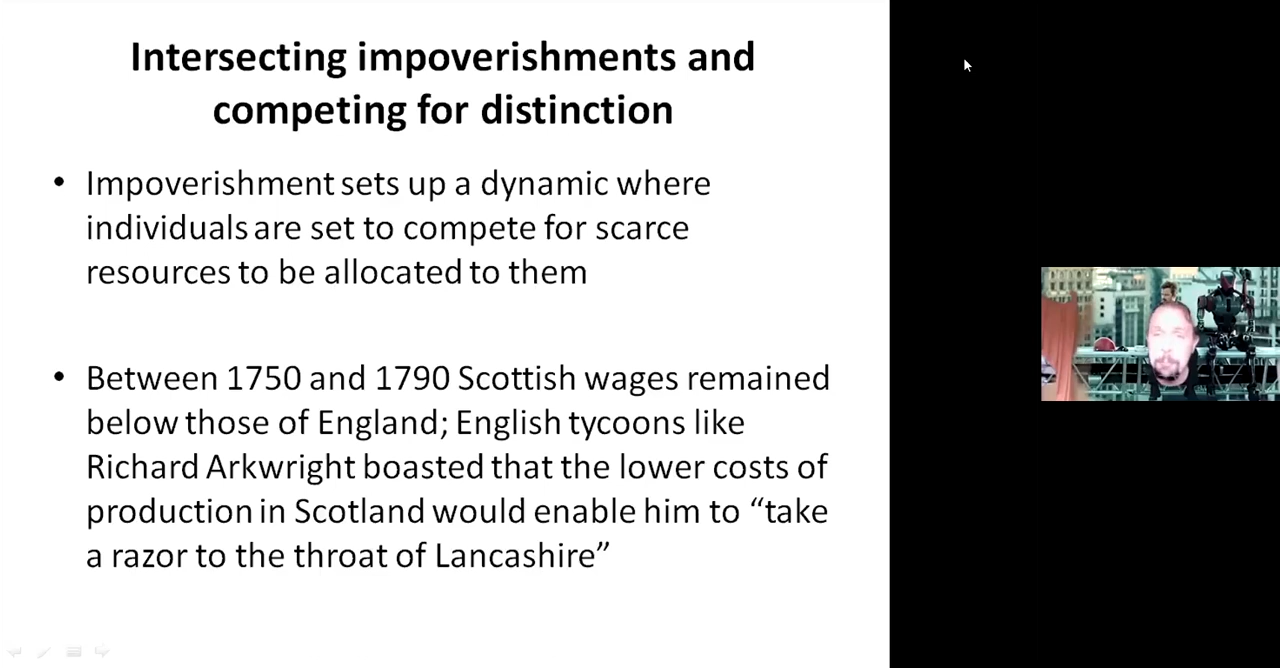 Intersecting impoverishments and
competing for distinction
• Impoverishment sets up a dynamic where
individuals are set to compete for scarce
resources to be allocated to them
• Between 1750 and 1790 Scottish wages remained
below those of England; English tycoons like
Richard Arkwright boasted that the lower costs of
production in Scotland would enable him to “take
a razor to the throat of Lancashire”